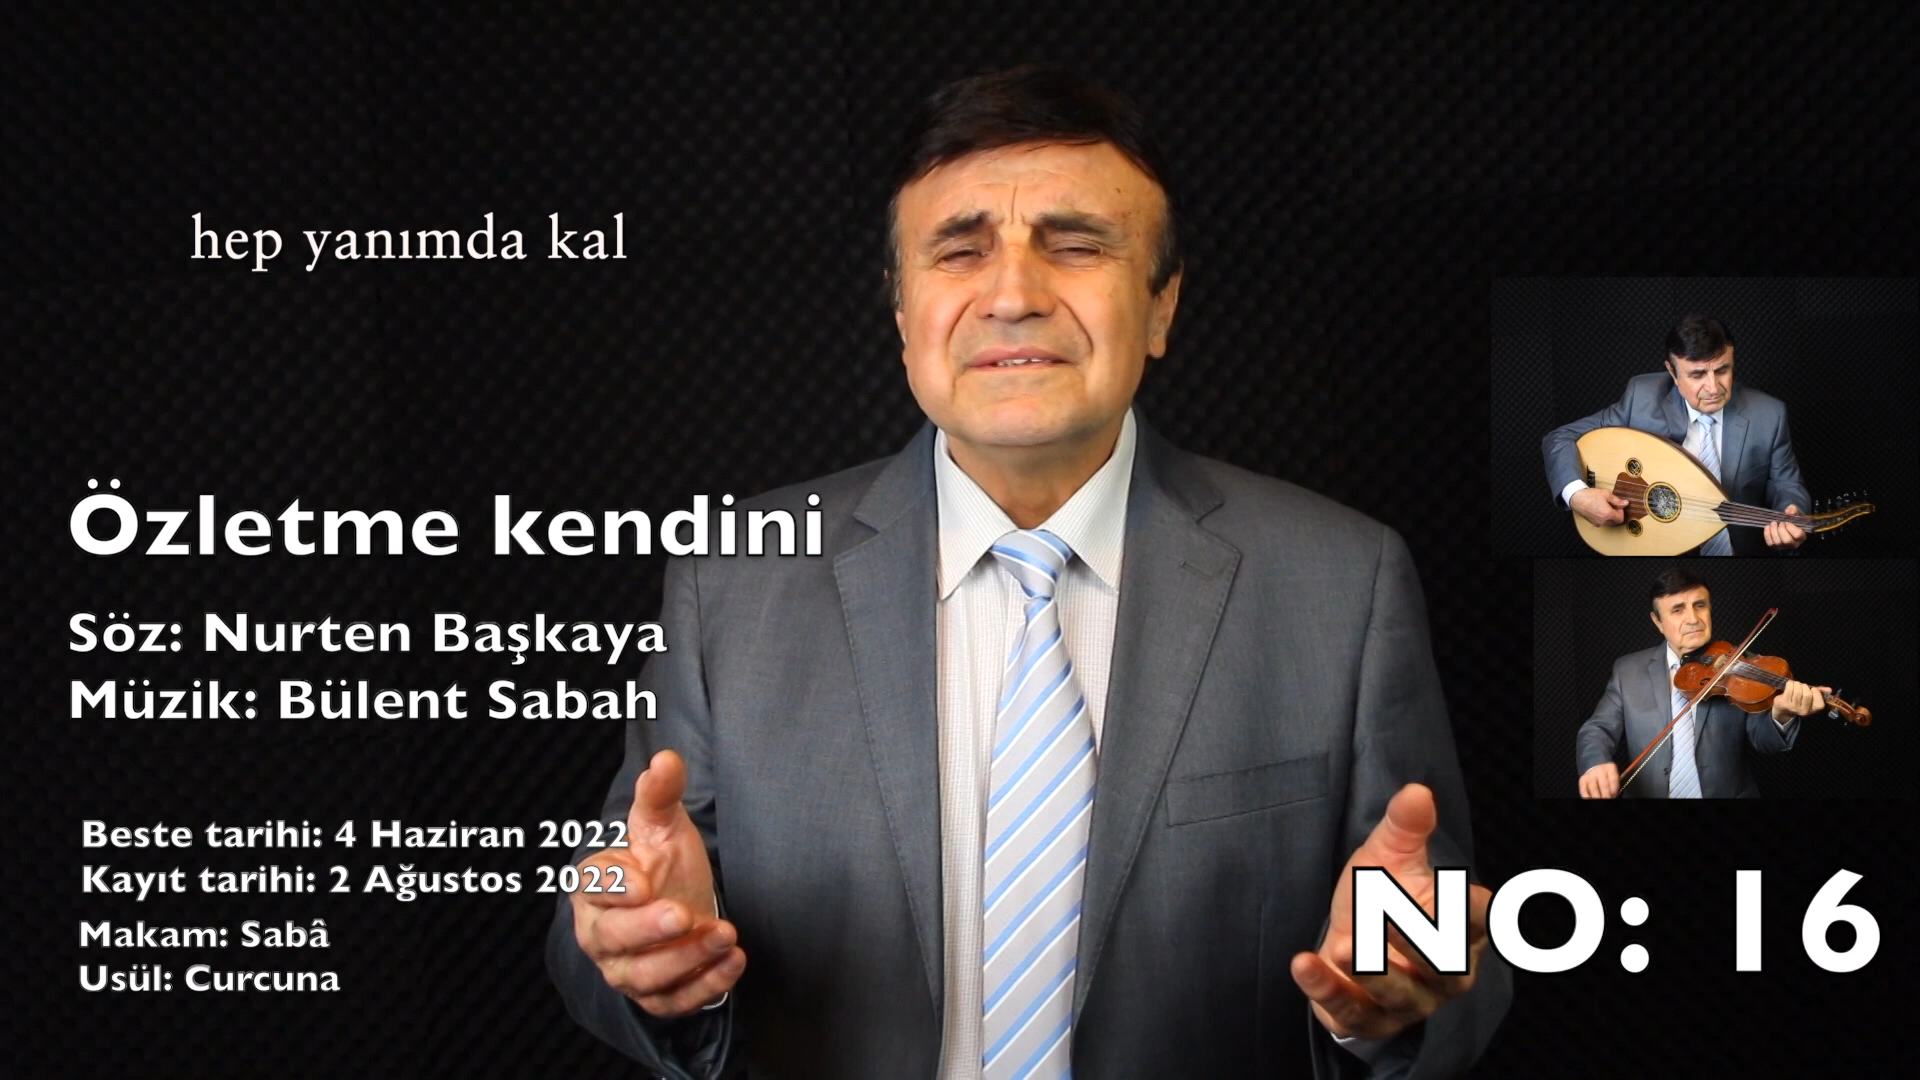 hep yanımda kal
Özletme kendini
Söz: Nurten Başkaya
Müzik: Bülent Sabah
Beste tarihi: 4 Haziran 2022
Kayıt tarihi: 2 Ağustos 2022
Makam: Sabâ
Usül: Curcuna
NO: 16